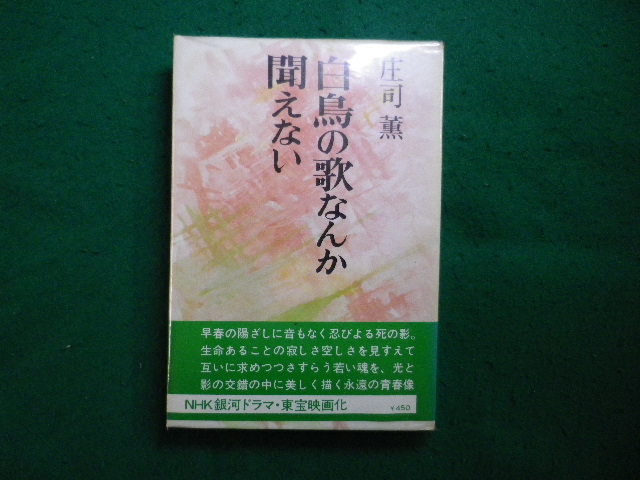 庄司 薫
白鳥の歌なんか
聞えない
早春の陽ざしに音もなく忍びよる死の影。
生命あることの寂しさ空しさを見すえて
互いに求めつつさすらう若い魂を、光と
影の交錯の中に美しく描く永遠の青春像
NHK銀河ドラマ・東宝映画化
¥450